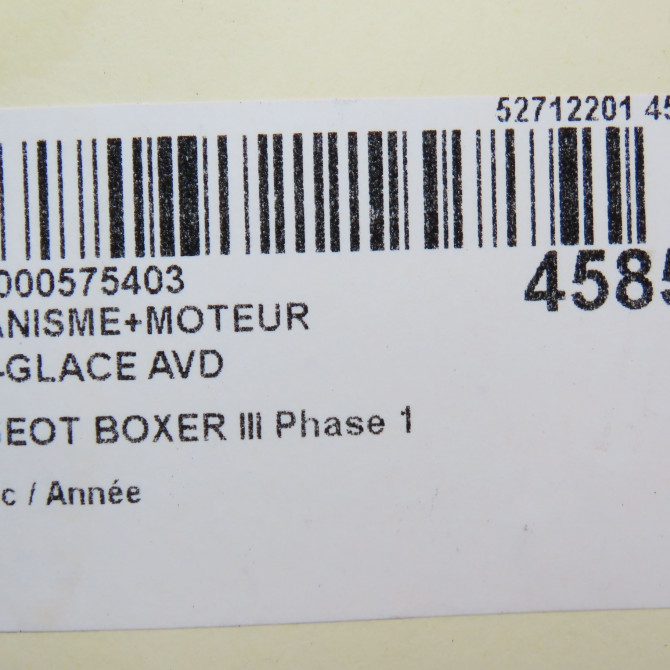 52712201 45
000575403
4585
ANISME+MOTEUR
-GLACE AVD
EOT BOXER III Phase 1
c / Année